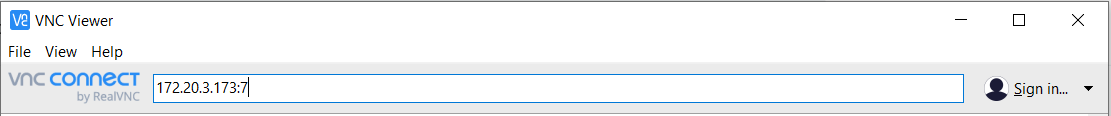 VNC Viewer
File View Help
vnc connect
by RealVNC
172.20.3.173:7
Sign in...